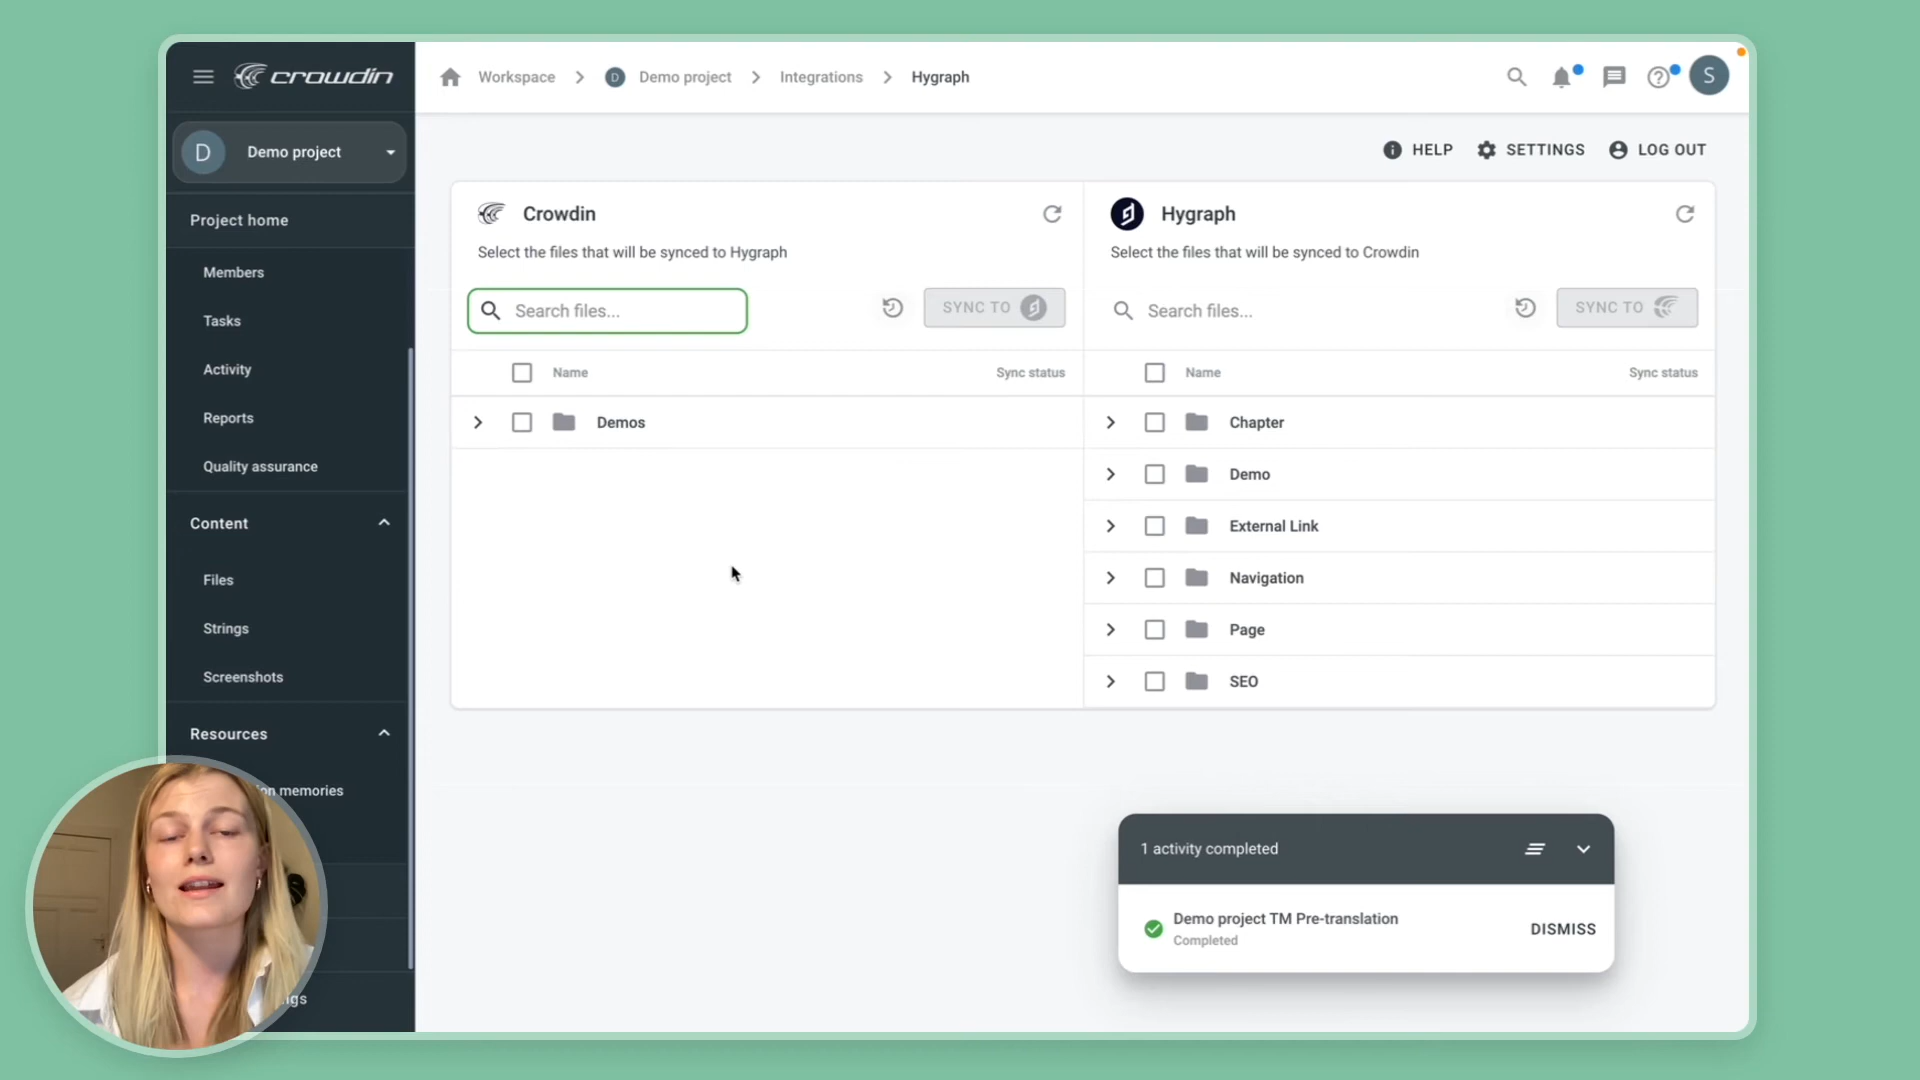 crowdin
Workspace
D
Demo project
Integrations
Hygraph
S
D
Demo project
HELP
SETTINGS
LOG OUT
Project home
Members
Tasks
Activity
Reports
Quality assurance
Content
Files
Strings
Screenshots
Resources
memories
Crowdin
Select the files that will be synced to Hygraph
Search files...
SYNC TO
Name
Sync status
Demos
Hygraph
Select the files that will be synced to Crowdin
Search files...
SYNC TO
Name
Sync status
Chapter
Demo
External Link
Navigation
Page
SEO
1 activity completed
Demo project TM Pre-translation
Completed
DISMISS